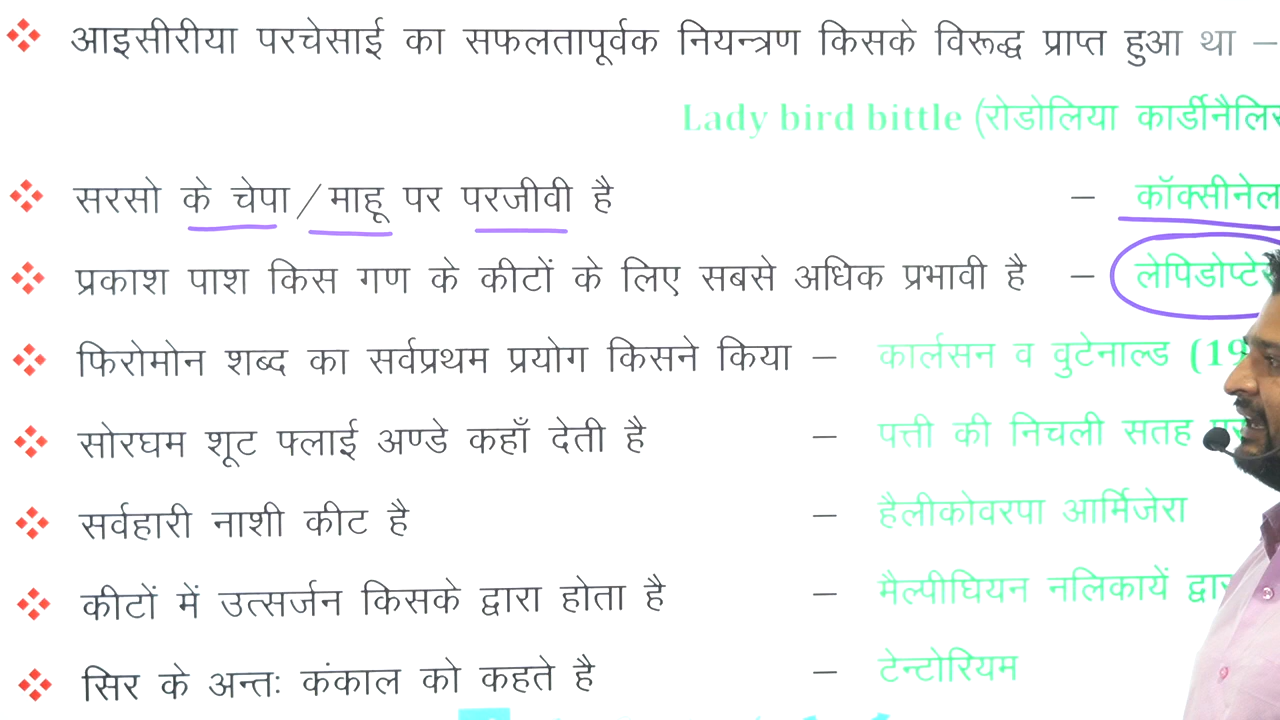 आइसीरीया परचेसाई का सफलतापूर्वक नियन्त्रण किसके विरूद्ध प्राप्त हुआ था –
Lady bird bittle (रोडोलिया
सरसो के चेपा/माहू पर परजीवी है –
प्रकाश पाश किस गण के कीटों के लिए सबसे अधिक प्रभावी है –
फिरोमोन शब्द का सर्वप्रथम प्रयोग किसने किया – कार्लसन व वुटेनाल्ड
सोरघम शूट फ्लाई अण्डे कहाँ देती है – पत्ती की निचली सतह
सर्वहारी नाशी कीट है – हैलीकोवरपा आर्मिजेरा
कीटों में उत्सर्जन किसके द्वारा होता है – मैल्पीघियन नलिकायें
सिर के अन्तः कंकाल को कहते है – टेन्टोरियम